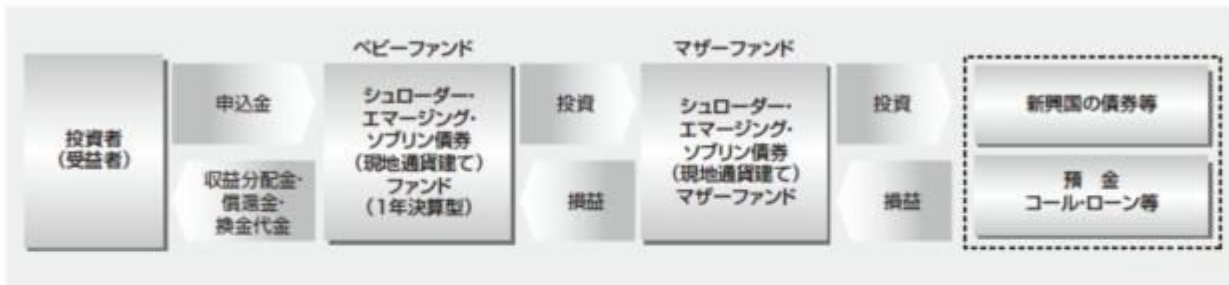 ベビーファンド
マザーファンド
投資者
(受益者)
申込金
収益分配金・
償還金・
換金代金
シュローダー・
エマージング・
ソブリン債券
(現地通貨建て)
ファンド
(1年決算型)
投資
損益
シュローダー・
エマージング・
ソブリン債券
(現地通貨建て)
マザーファンド
投資
損益
新興国の債券等
預 金
コール・ローン等